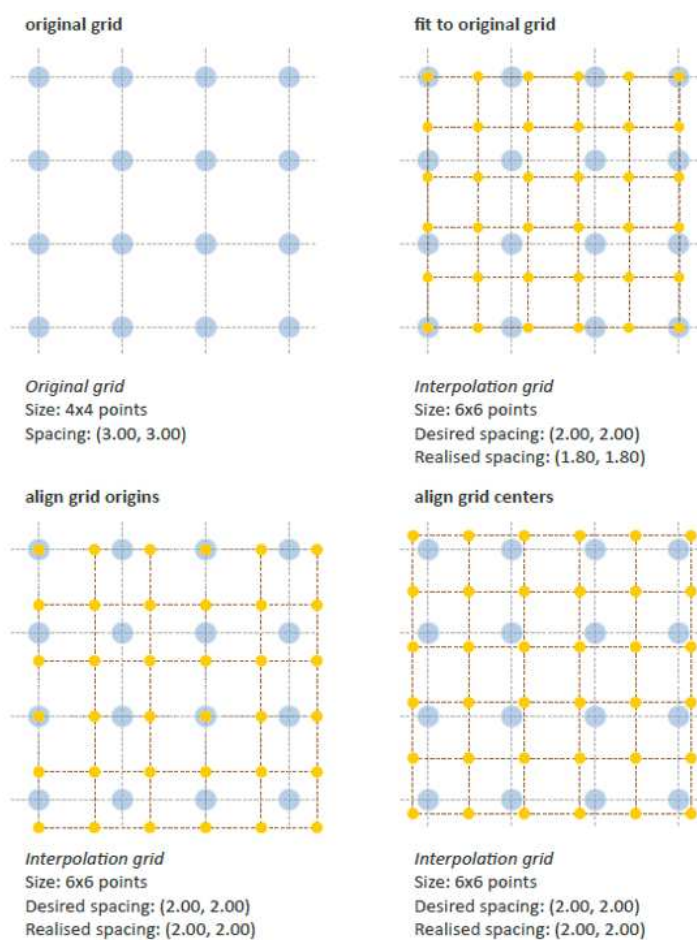 original grid
Original grid
Size: 4x4 points
Spacing: (3.00, 3.00)
fit to original grid
Interpolation grid
Size: 6x6 points
Desired spacing: (2.00, 2.00)
Realised spacing: (1.80, 1.80)
align grid origins
Interpolation grid
Size: 6x6 points
Desired spacing: (2.00, 2.00)
Realised spacing: (2.00, 2.00)
align grid centers
Interpolation grid
Size: 6x6 points
Desired spacing: (2.00, 2.00)
Realised spacing: (2.00, 2.00)